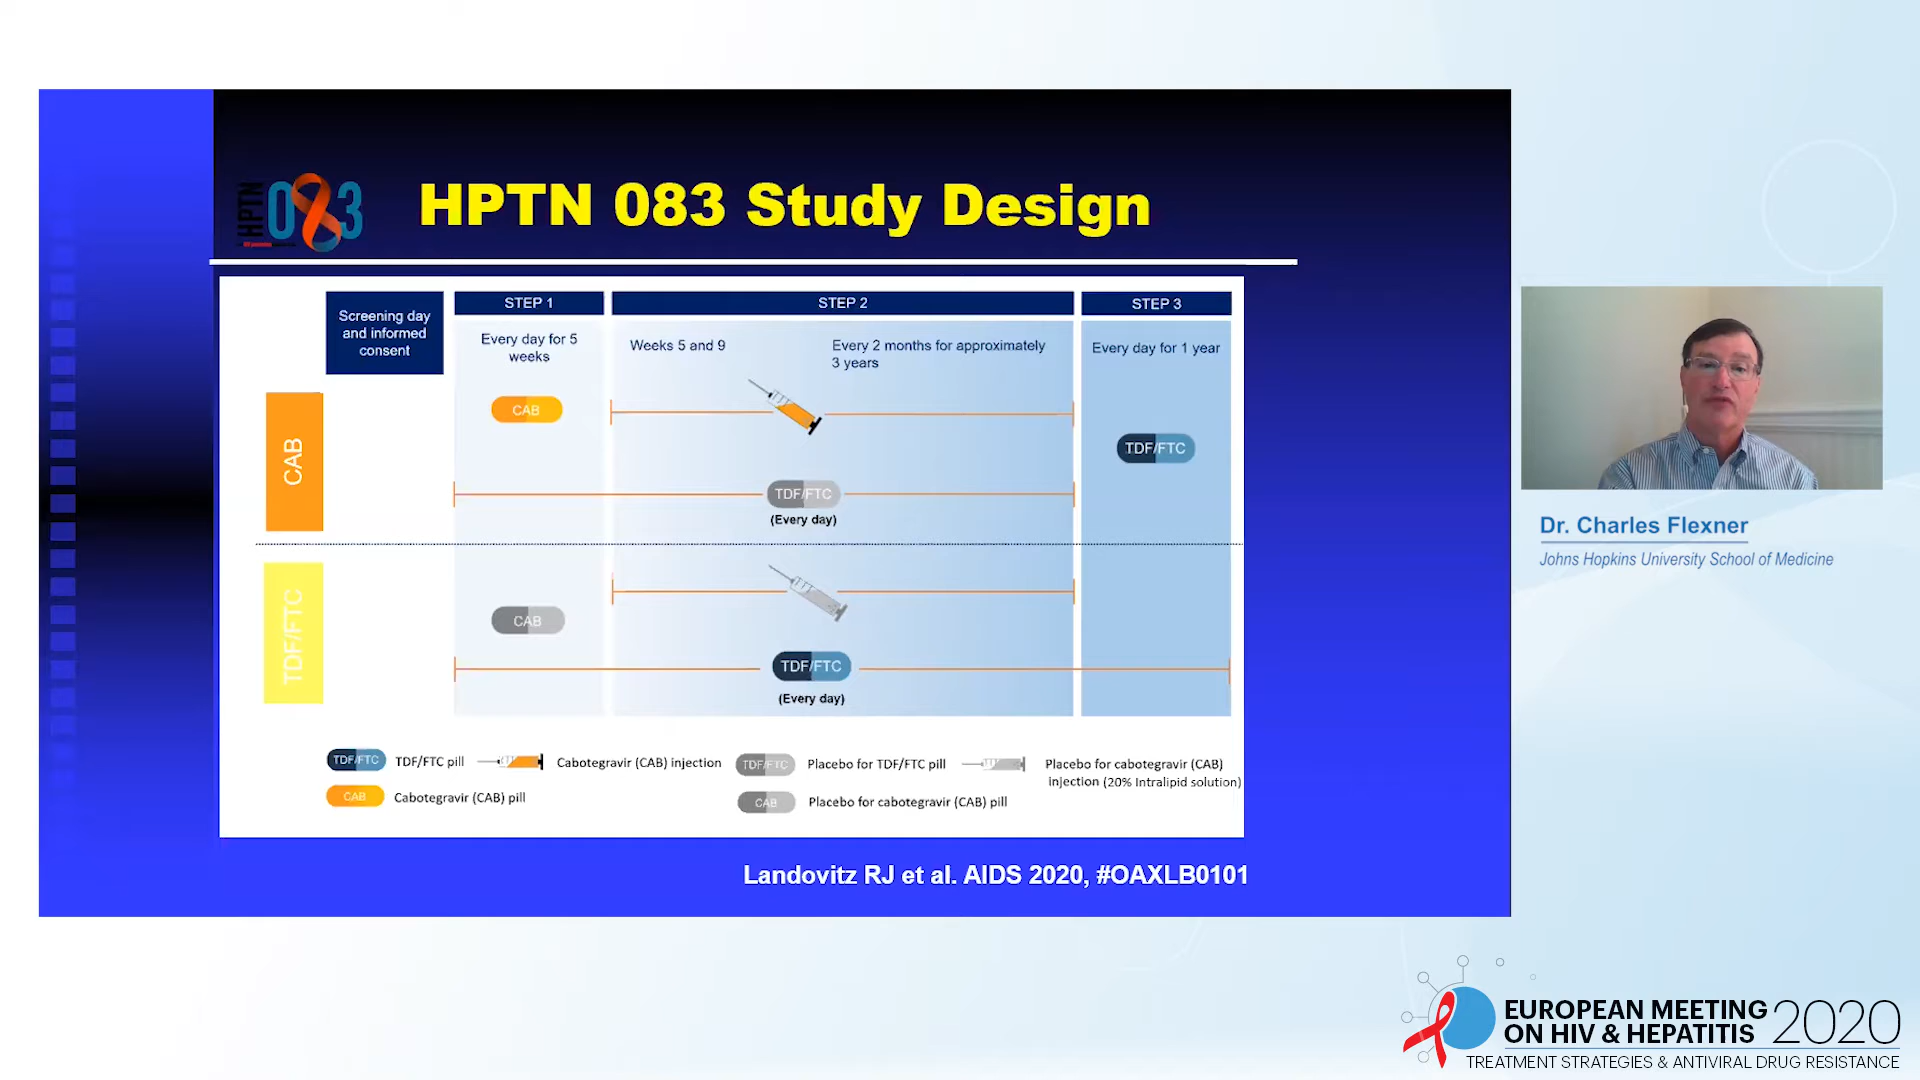 HPTN
083
HPTN 083 Study Design
Screening day
and informed
consent
STEP 1
STEP 2
STEP 3
Every day for 5
weeks
Weeks 5 and 9
Every 2 months for approximately
3 years
Every day for 1 year
CAB
CAB
TDF/FTC
TDF/FTC
(Every day)
TDF/FTC
CAB
TDF/FTC
(Every day)
TDF/FTC
TDF/FTC pill
Cabotegravir (CAB) injection
TDF/FTC
Placebo for TDF/FTC pill
Placebo for cabotegravir (CAB)
injection (20% Intralipid solution)
CAB
Cabotegravir (CAB) pill
CAB
Placebo for cabotegravir (CAB) pill
Landovitz RJ et al. AIDS 2020, #OAXLB0101
Dr. Charles Flexner
Johns Hopkins University School of Medicine
EUROPEAN MEETING
ON HIV & HEPATITIS
2020
TREATMENT STRATEGIES & ANTIVIRAL DRUG RESISTANCE